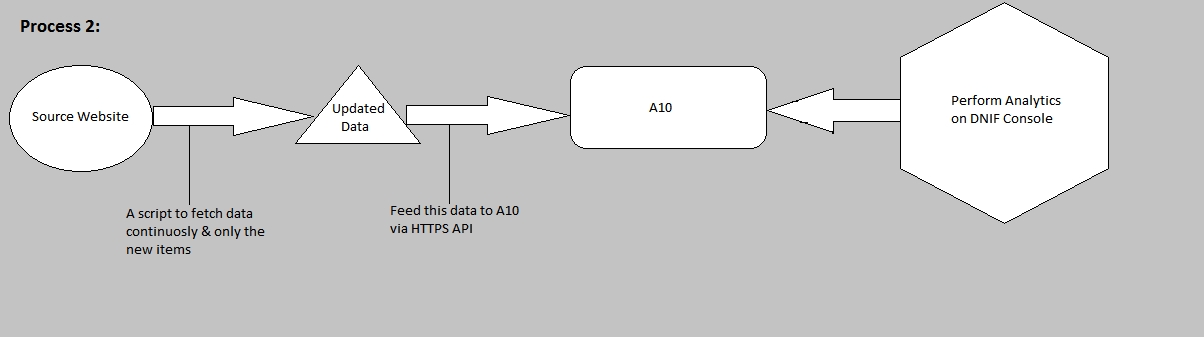 Process 2:
Source Website
Updated
Data
A10
Perform Analytics
on DNIF Console
A script to fetch data
continuosly & only the
new items
Feed this data to A10
via HTTPS API